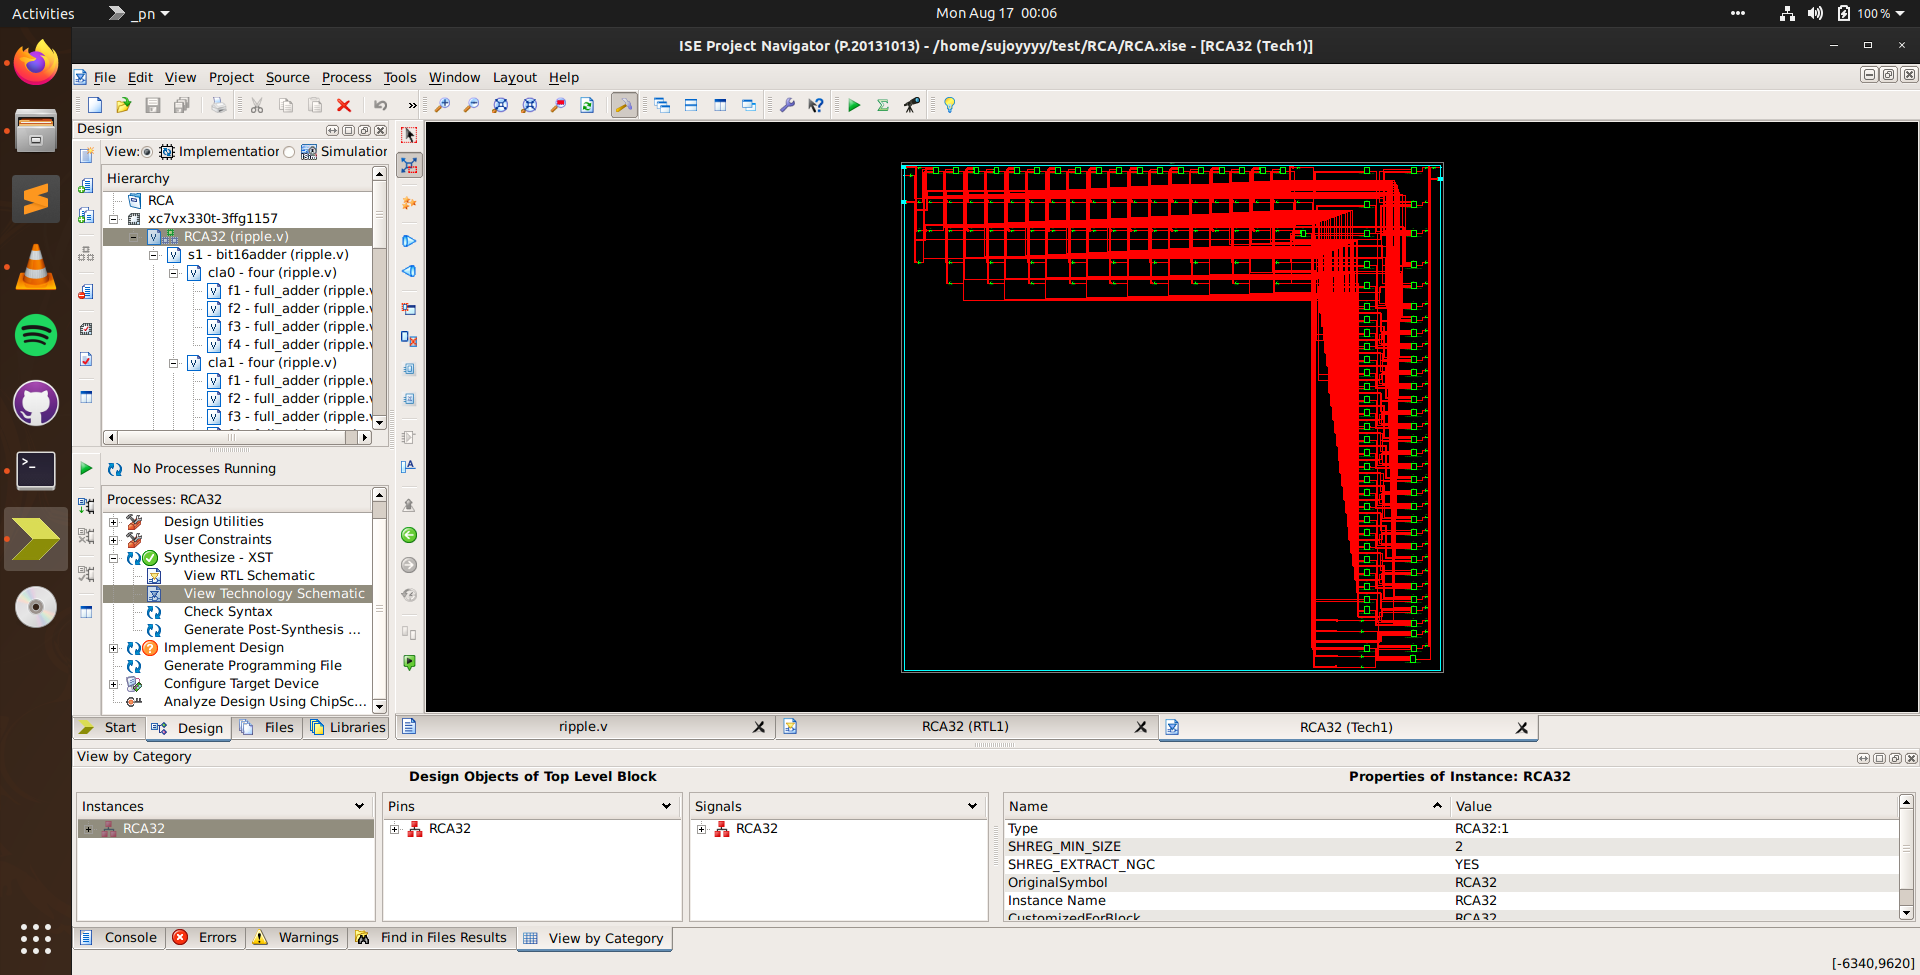 Activities
_pn
Mon Aug 17 00:06
100 %
ISE Project Navigator (P.20131013) - /home/sujoyyyy/test/RCA/RCA.xise - [RCA32 (Tech1)]
File Edit View Project Source Process Tools Window Layout Help
Design
View: Implementation Simulation
Hierarchy
RCA
xc7vx330t-3ffg1157
RCA32 (ripple.v)
s1 - bit16adder (ripple.v)
cla0 - four (ripple.v)
f1 - full_adder (ripple.v
f2 - full_adder (ripple.v
f3 - full_adder (ripple.v
f4 - full_adder (ripple.v
cla1 - four (ripple.v)
f1 - full_adder (ripple.v
f2 - full_adder (ripple.v
f3 - full_adder (ripple.v
No Processes Running
Processes: RCA32
Design Utilities
User Constraints
Synthesize - XST
View RTL Schematic
View Technology Schematic
Check Syntax
Generate Post-Synthesis ...
Implement Design
Generate Programming File
Configure Target Device
Analyze Design Using ChipSc...
Start Design Files Libraries
ripple.v RCA32 (RTL1) RCA32 (Tech1)
View by Category
Design Objects of Top Level Block
Properties of Instance: RCA32
Instances Pins Signals
RCA32 RCA32 RCA32
Name Value
Type RCA32:1
SHREG_MIN_SIZE 2
SHREG_EXTRACT_NGC YES
OriginalSymbol RCA32
Instance Name RCA32
CustomizedForBlock RCA32
Console Errors Warnings Find in Files Results View by Category
[-6340,9620]